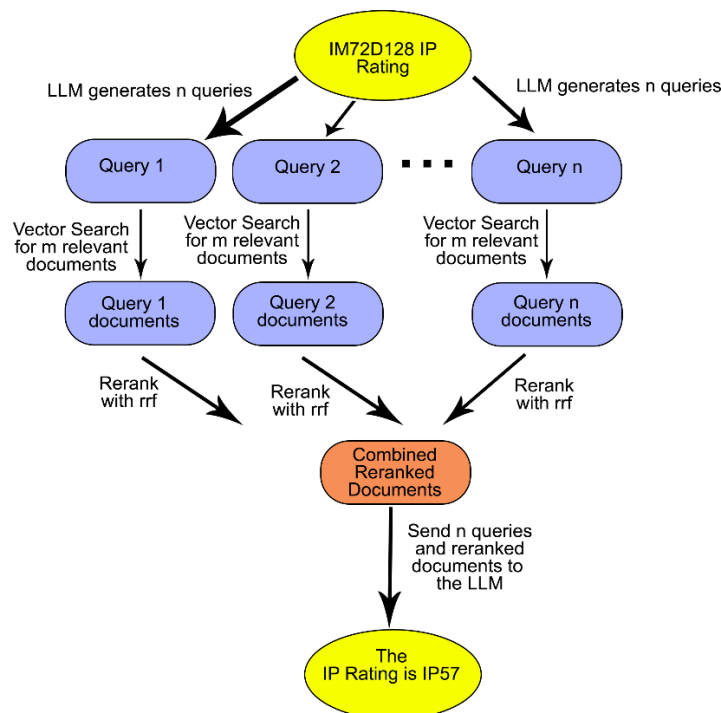 IM72D128 IP
Rating
LLM generates n queries
LLM generates n queries
Query 1
Query 2
Query n
Vector Search
for m relevant
documents
Vector Search
for m relevant
documents
Vector Search
for m relevant
documents
Query 1
documents
Query 2
documents
Query n
documents
Rerank
with rrf
Rerank
with rrf
Rerank
with rrf
Combined
Reranked
Documents
Send n queries
and reranked
documents to
the LLM
The
IP Rating is IP57